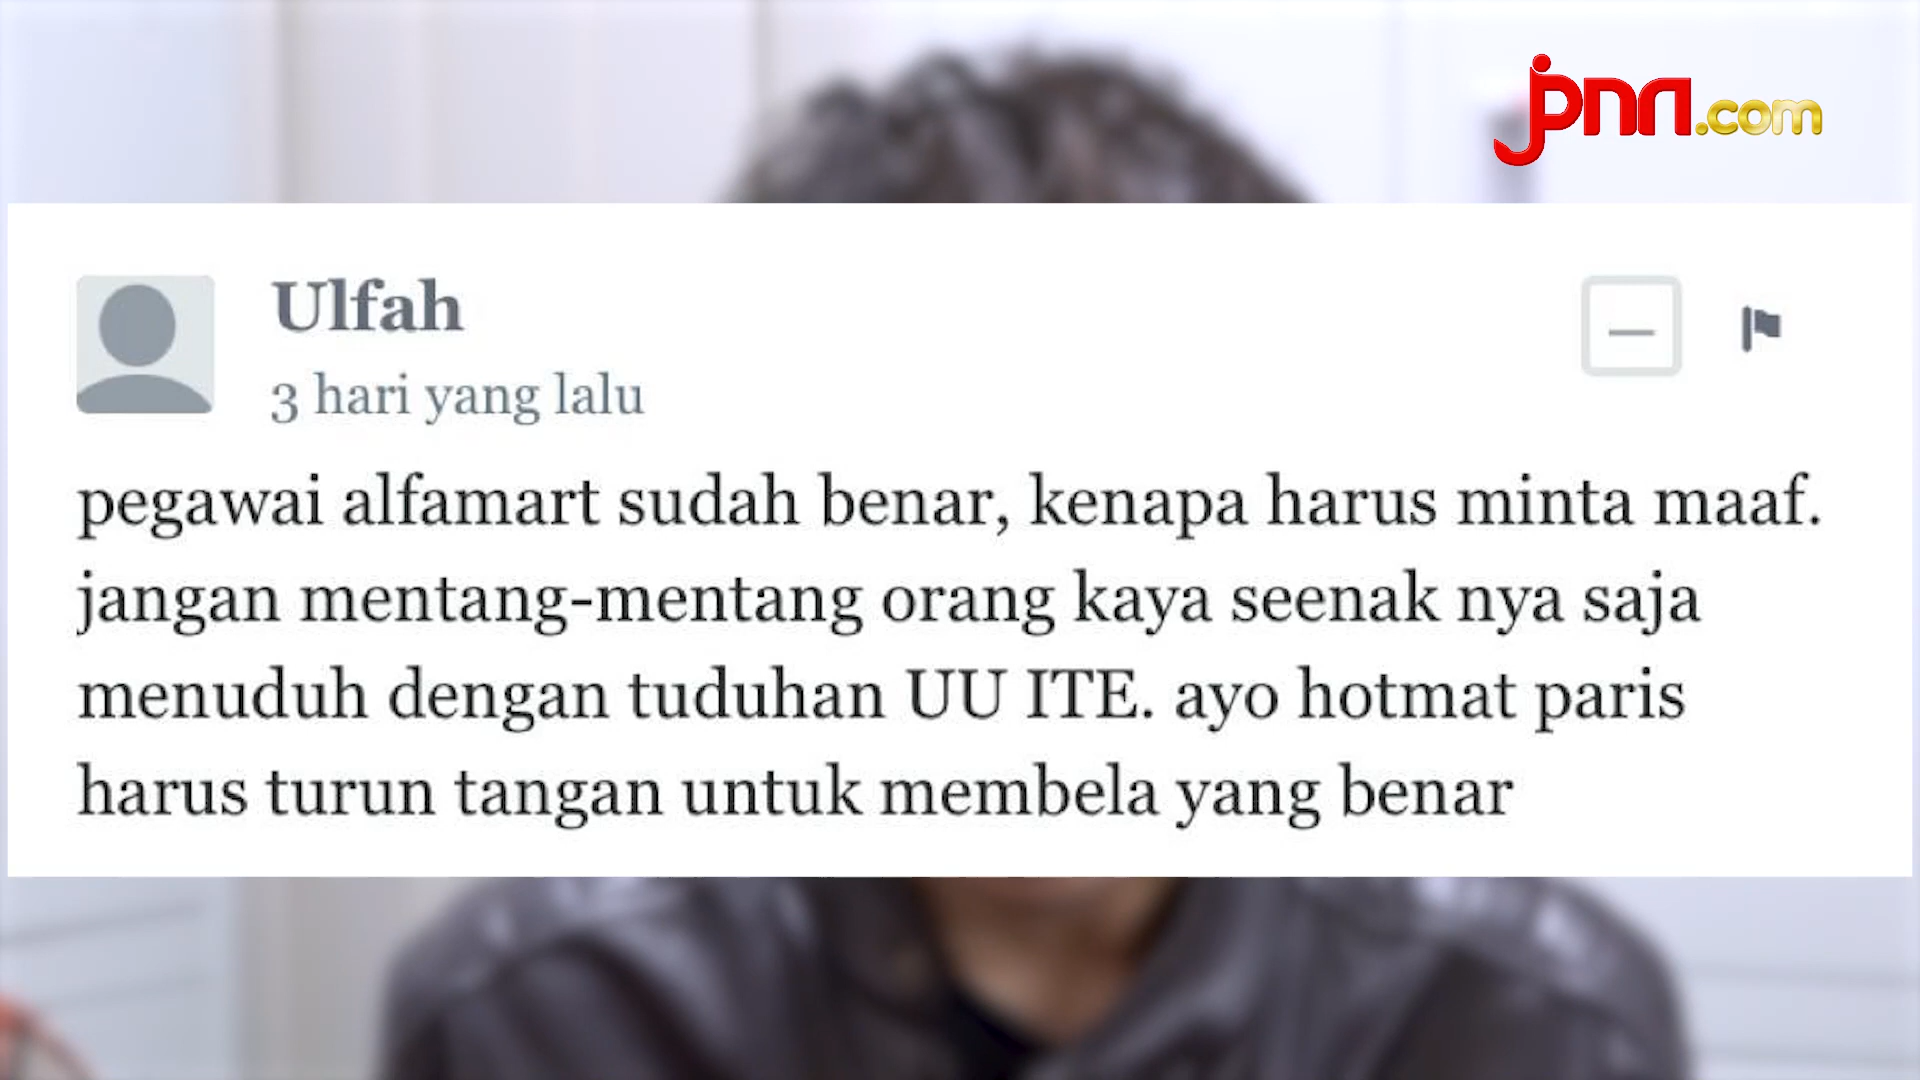 jpnn.com
Ulfah
3 hari yang lalu
pegawai alfamart sudah benar, kenapa harus minta maaf.
jangan mentang-mentang orang kaya seenak nya saja
menuduh dengan tuduhan UU ITE. ayo hotmat paris
harus turun tangan untuk membela yang benar